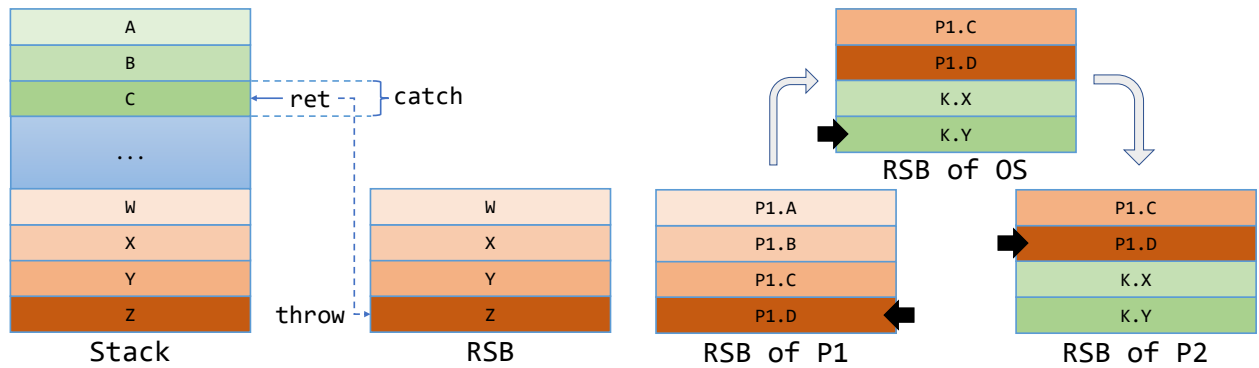 A
B
C
ret
catch
...
W
X
Y
Z
Stack
W
X
Y
throw
Z
RSB
P1.C
P1.D
K.X
K.Y
RSB of OS
P1.A
P1.B
P1.C
P1.D
RSB of P1
P1.C
P1.D
K.X
K.Y
RSB of P2